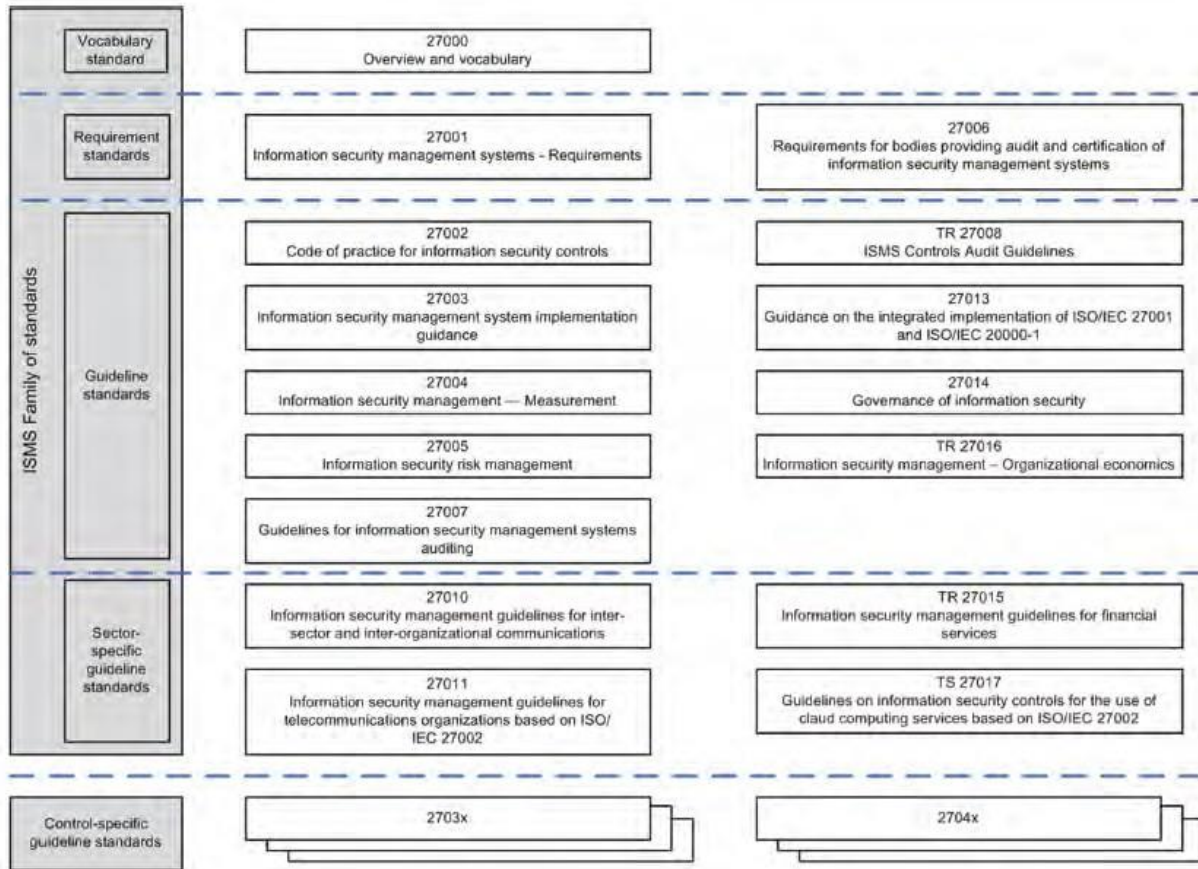 ISMS Family of standards
Vocabulary
standard
27000
Overview and vocabulary
Requirement
standards
27001
Information security management systems - Requirements
27006
Requirements for bodies providing audit and certification of
information security management systems
Guideline
standards
27002
Code of practice for information security controls
TR 27008
ISMS Controls Audit Guidelines
27003
Information security management system implementation
guidance
27013
Guidance on the integrated implementation of ISO/IEC 27001
and ISO/IEC 20000-1
27004
Information security management — Measurement
27014
Governance of information security
27005
Information security risk management
TR 27016
Information security management – Organizational economics
27007
Guidelines for information security management systems
auditing
Sector-
specific
guideline
standards
27010
Information security management guidelines for inter-
sector and inter-organizational communications
TR 27015
Information security management guidelines for financial
services
27011
Information security management guidelines for
telecommunications organizations based on ISO/
IEC 27002
TS 27017
Guidelines on information security controls for the use of
claud computing services based on ISO/IEC 27002
Control-specific
guideline standards
2703x
2704x